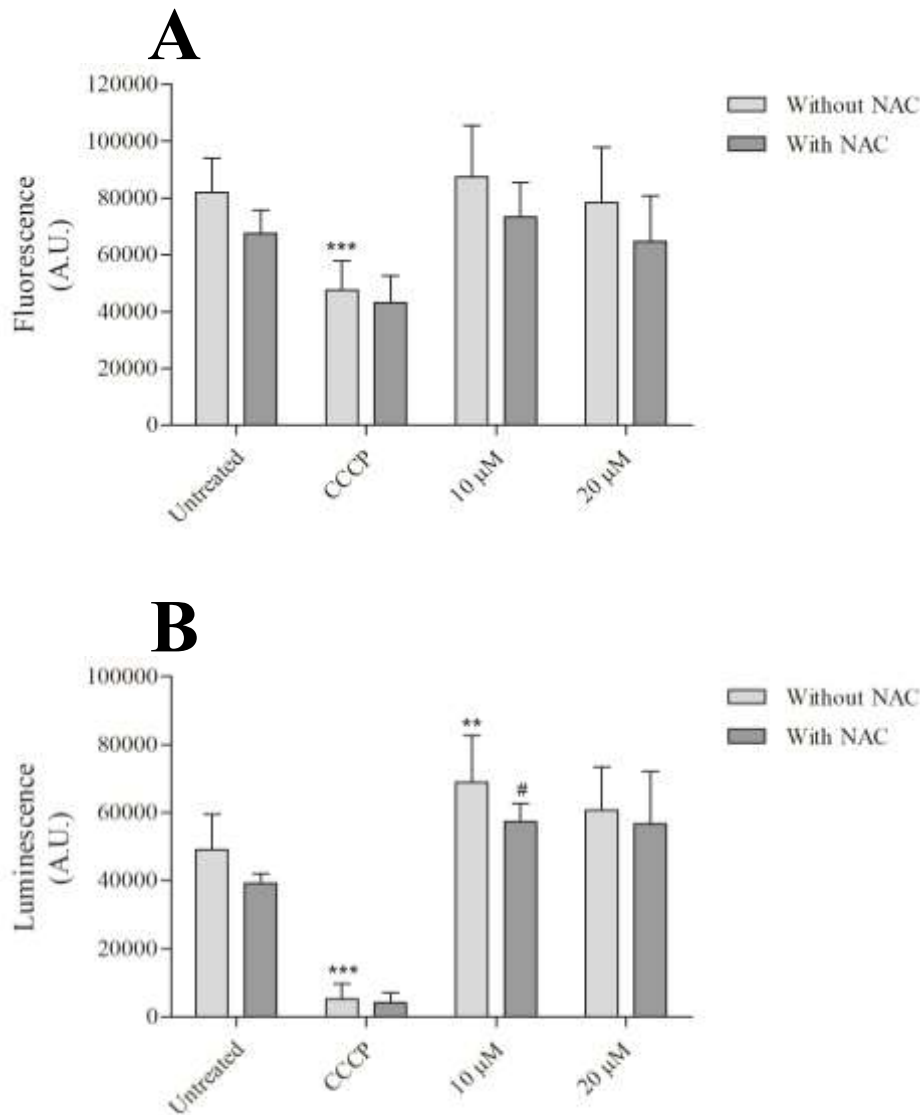 A
120000
100000
80000
60000
40000
20000
0
Fluorescence
(A.U.)
***
Untreated
CCCP
10 µM
20 µM
Without NAC
With NAC
B
100000
80000
60000
40000
20000
0
Luminescence
(A.U.)
***
**
#
Untreated
CCCP
10 µM
20 µM
Without NAC
With NAC